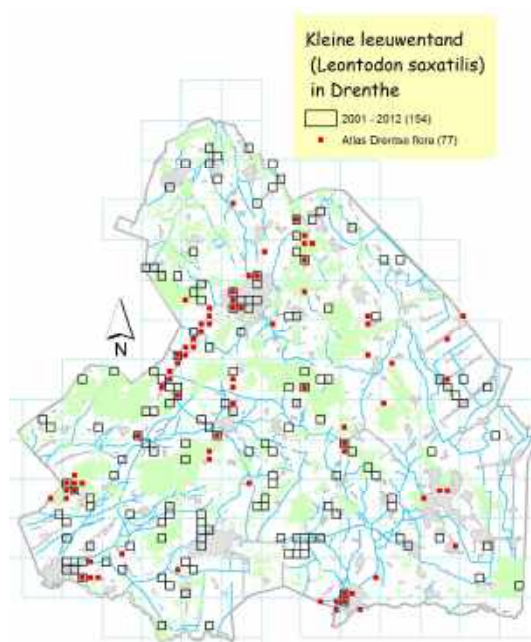 Kleine leeuwentand
(Leontodon saxatilis)
in Drenthe
2001 - 2012 (154)
Atlas Drentse flora (77)
N